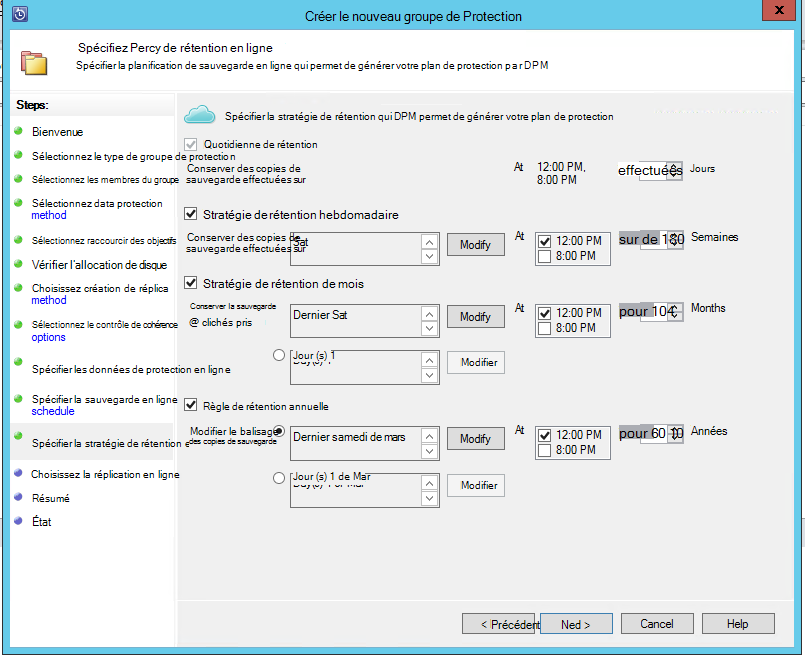 Créer le nouveau groupe de Protection
x
Spécifiez Percy de rétention en ligne
Spécifier la planification de sauvegarde en ligne qui permet de générer votre plan de protection par DPM
Steps:
Bienvenue
Sélectionnez le type de groupe de protection
Sélectionnez les membres du groupe
Sélectionnez data protection
method
Sélectionnez raccourcir des objectifs
Vérifier l'allocation de disque
Choisissez création de réplica
method
Sélectionnez le contrôle de cohérence
options
Spécifier les données de protection en ligne
Spécifier la sauvegarde en ligne
schedule
Spécifier la stratégie de rétention e
Choisissez la réplication en ligne
Résumé
État
Spécifier la stratégie de rétention qui DPM permet de générer votre plan de protection
Quotidienne de rétention
Conserver des copies de
sauvegarde effectuées sur
At
12:00 PM,
8:00 PM
effectuées
Jours
Stratégie de rétention hebdomadaire
Conserver des copies de
sauvegarde effectuées sur
Sat
Modify
At
12:00 PM
8:00 PM
sur de 180
Semaines
Stratégie de rétention de mois
Conserver la sauvegarde
@ clichés pris
Dernier Sat
Modify
At
12:00 PM
8:00 PM
pour 104
Months
Jour (s) 1
Modifier
Règle de rétention annuelle
Modifier le balisage
des copies de sauvegarde
Dernier samedi de mars
Modify
At
12:00 PM
8:00 PM
pour 60 10
Années
Jour (s) 1 de Mar
Modifier
< Précédent
Ned >
Cancel
Help